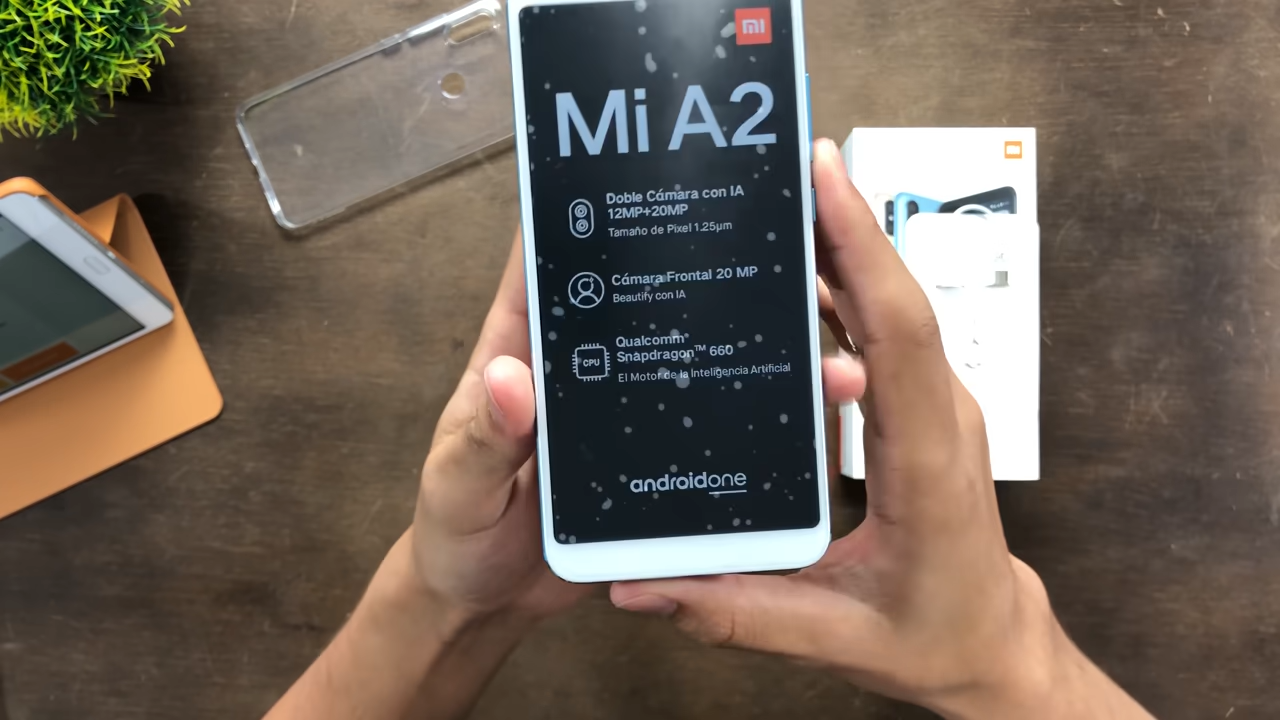 mi
Mi A2
Doble Cámara con IA
12MP+20MP
Tamaño de Pixel 1.25μm
Cámara Frontal 20 MP
Beautify con IA
CPU
Qualcomm®
Snapdragon™ 660
El Motor de la Inteligencia Artificial
androidone